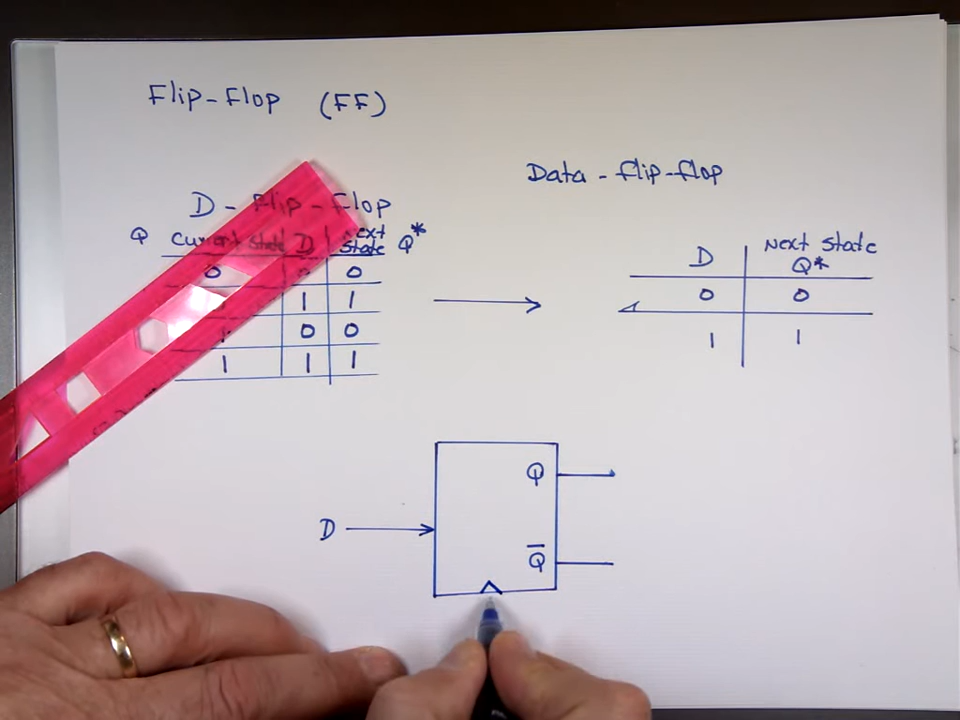 Flip-Flop (FF)
Data - flip-flop
D - flip - flop
Q Current State D Next State Q*
0 0 0
1 1
1 0 0
1 1 1
D Next State Q*
0 0
1 1
Q
D
Q̅